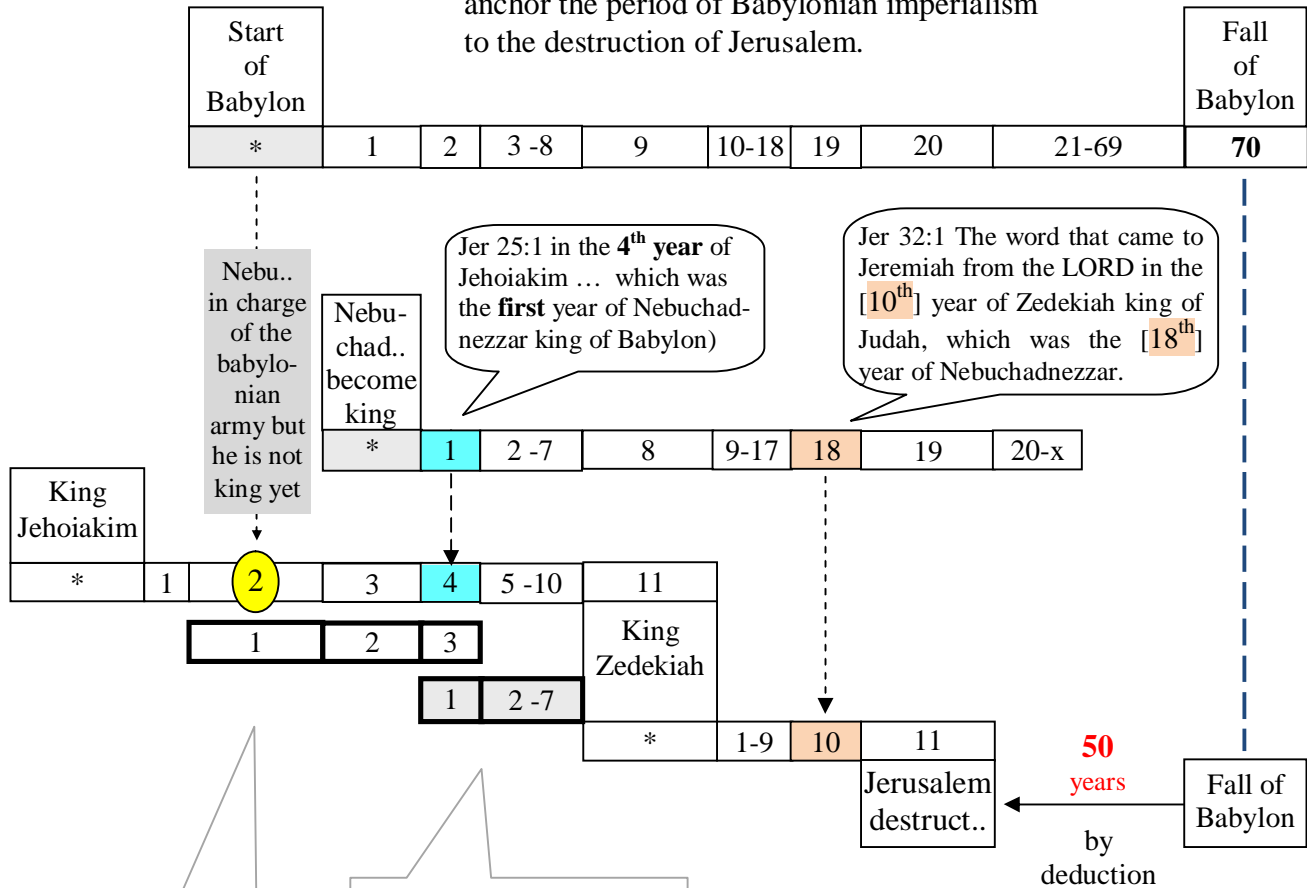 anchor the period of Babylonian imperialism
to the destruction of Jerusalem.
Start
of
Babylon
Fall
of
Babylon
* 1 2 3 -8 9 10-18 19 20 21-69 70
Nebu..
in charge
of the
babylo-
nian
army but
he is not
king yet
Nebu-
chad..
become
king
Jer 25:1 in the 4th year of
Jehoiakim … which was
the first year of Nebuchad-
nezzar king of Babylon)
Jer 32:1 The word that came to
Jeremiah from the LORD in the
[10th] year of Zedekiah king of
Judah, which was the [18th]
year of Nebuchadnezzar.
* 1 2 -7 8 9-17 18 19 20-x
King
Jehoiakim
* 1 2 3 4 5 -10 11
1 2 3
King
Zedekiah
1 2 -7
* 1-9 10 11
Jerusalem
destruct..
50
years
by
deduction
Fall of
Babylon